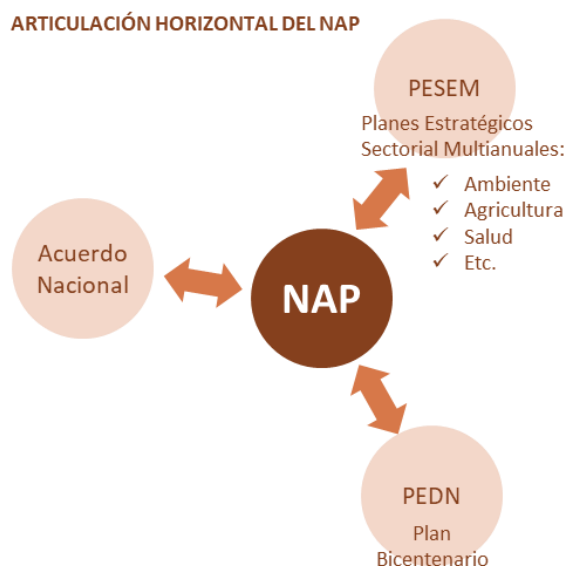 ARTICULACIÓN HORIZONTAL DEL NAP
PESEM
Planes Estratégicos
Sectorial Multianuales:
✓ Ambiente
✓ Agricultura
✓ Salud
✓ Etc.
Acuerdo
Nacional
NAP
PEDN
Plan
Bicentenario